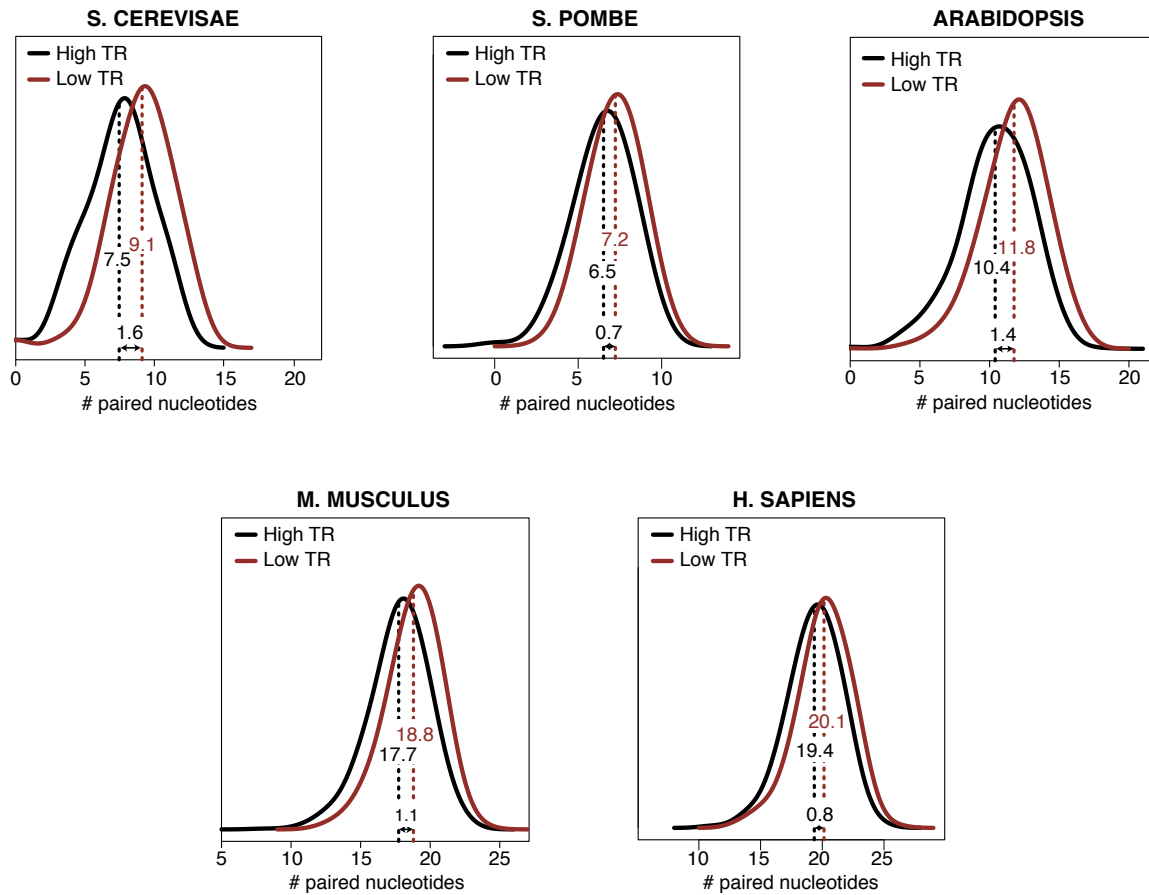 S. CEREVISAE
High TR
Low TR
9.1
7.5
1.6
0 5 10 15 20
# paired nucleotides
S. POMBE
High TR
Low TR
7.2
6.5
0.7
0 5 10
# paired nucleotides
ARABIDOPSIS
High TR
Low TR
11.8
10.4
1.4
0 5 10 15 20
# paired nucleotides
M. MUSCULUS
High TR
Low TR
18.8
17.7
1.1
5 10 15 20 25
# paired nucleotides
H. SAPIENS
High TR
Low TR
20.1
19.4
0.8
10 15 20 25
# paired nucleotides